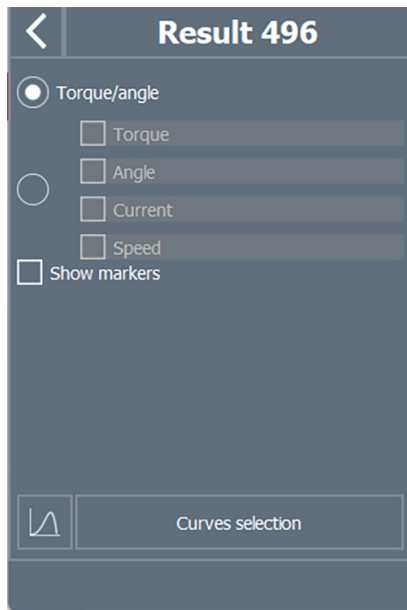 Result 496
Torque/angle
Torque
Angle
Current
Speed
Show markers
Curves selection